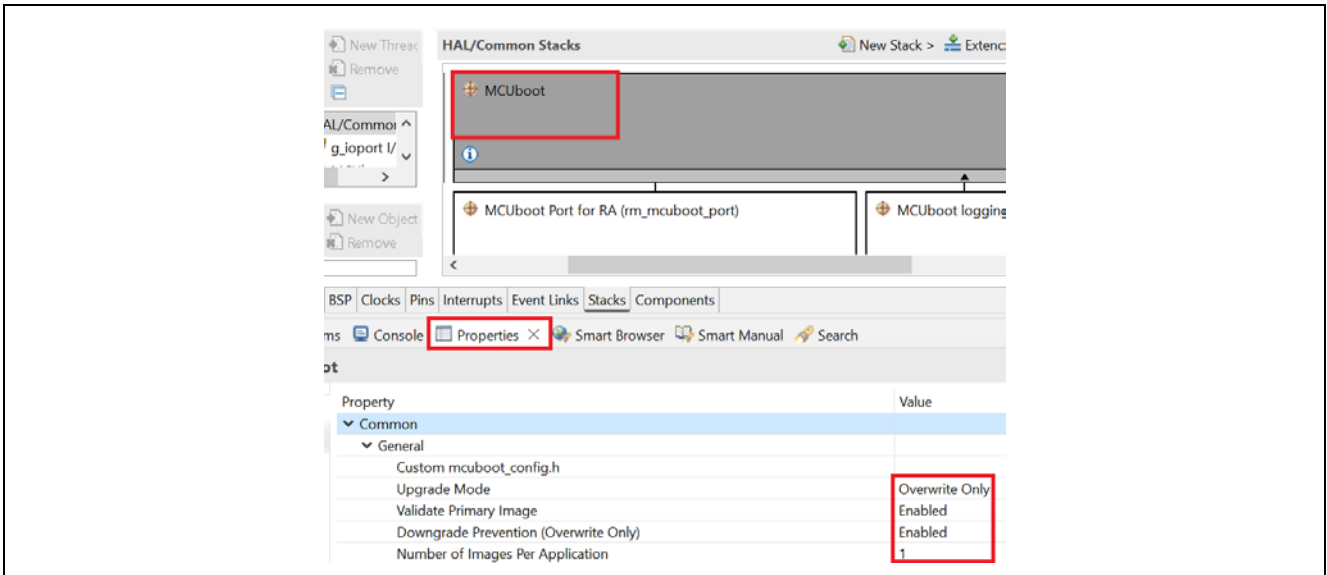 New Threac
HAL/Common Stacks
New Stack >
Extenc
Remove
MCUboot
AL/Commor
g_ioport I/
MCUboot Port for RA (rm_mcuboot_port)
MCUboot logging
New Object
Remove
BSP Clocks Pins Interrupts Event Links Stacks Components
ms Console Properties Smart Browser Smart Manual Search
ot
Property Value
Common
General
Custom mcuboot_config.h
Upgrade Mode Overwrite Only
Validate Primary Image Enabled
Downgrade Prevention (Overwrite Only) Enabled
Number of Images Per Application 1